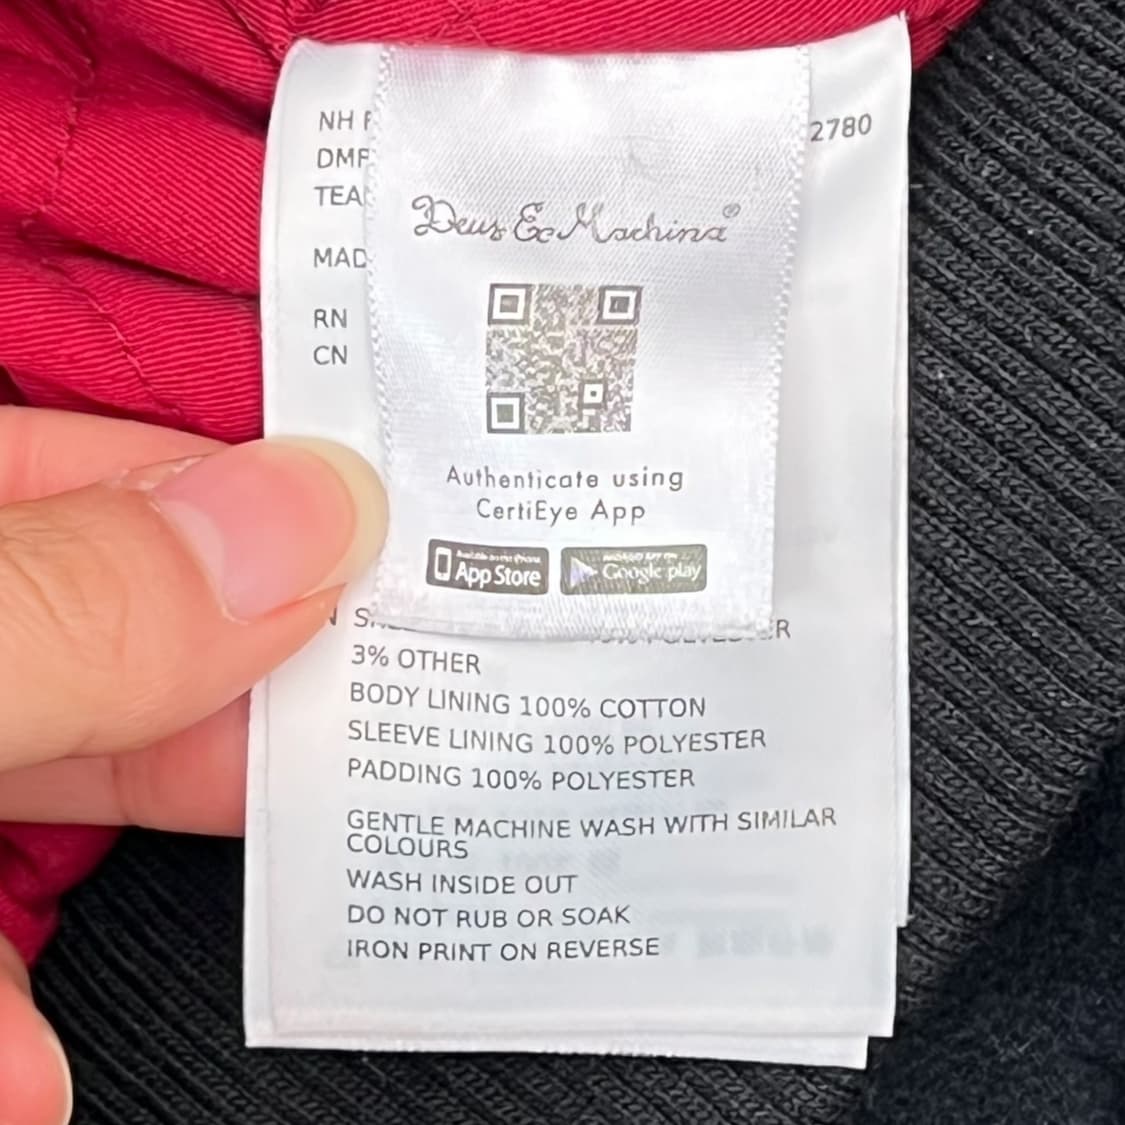 NH
2780
DMF
TEA
MAD
RN
CN
Deus Ex Machina®
Authenticate using
CertiEye App
App Store
Google play
3% OTHER
BODY LINING 100% COTTON
SLEEVE LINING 100% POLYESTER
PADDING 100% POLYESTER
GENTLE MACHINE WASH WITH SIMILAR
COLOURS
WASH INSIDE OUT
DO NOT RUB OR SOAK
IRON PRINT ON REVERSE